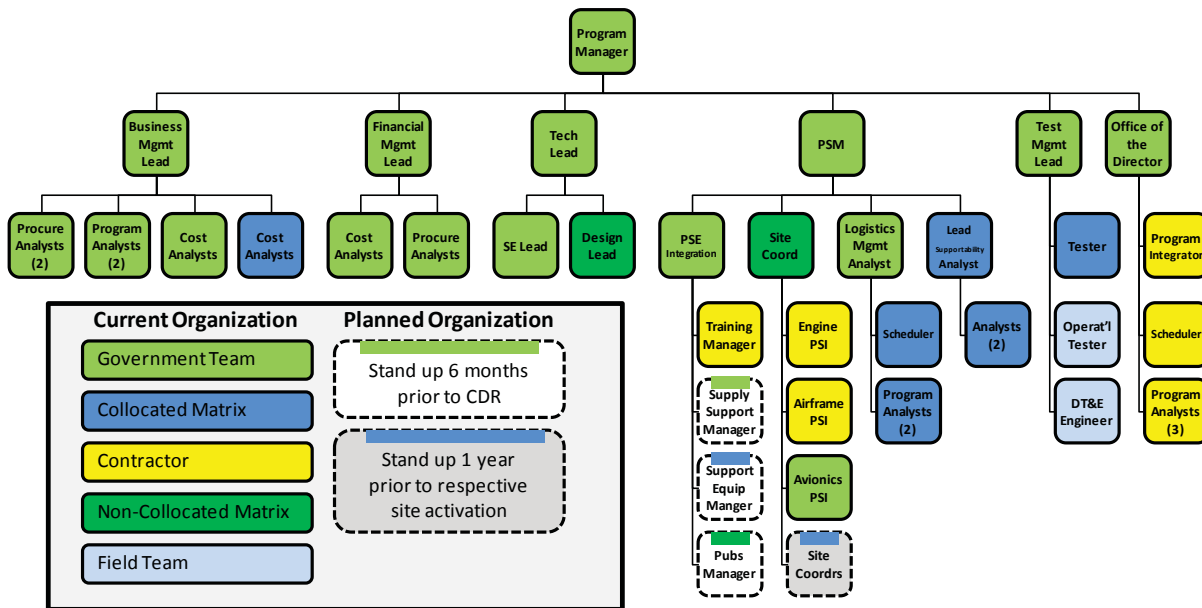 Program
Manager
Business
Mgmt
Lead
Financial
Mgmt
Lead
Tech
Lead
PSM
Test
Mgmt
Lead
Office of
the
Director
Procure
Analysts
(2)
Program
Analysts
(2)
Cost
Analysts
Cost
Analysts
Cost
Analysts
Procure
Analysts
SE Lead
Design
Lead
PSE
Integration
Site
Coord
Logistics
Mgmt
Analyst
Lead
Supportability
Analyst
Tester
Program
Integrator
Training
Manager
Engine
PSI
Scheduler
Analysts
(2)
Operat'l
Tester
Scheduler
Supply
Support
Manager
Airframe
PSI
Program
Analysts
(2)
DT&E
Engineer
Program
Analysts
(3)
Support
Equip
Manger
Avionics
PSI
Pubs
Manager
Site
Coordrs
Current Organization
Government Team
Collocated Matrix
Contractor
Non-Collocated Matrix
Field Team
Planned Organization
Stand up 6 months
prior to CDR
Stand up 1 year
prior to respective
site activation